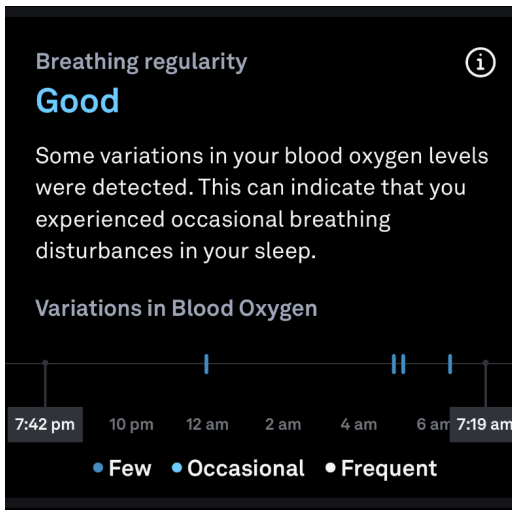 Breathing regularity
Good
Some variations in your blood oxygen levels
were detected. This can indicate that you
experienced occasional breathing
disturbances in your sleep.
Variations in Blood Oxygen
7:42 pm 10 pm 12 am 2 am 4 am 6 am 7:19 am
Few Occasional Frequent